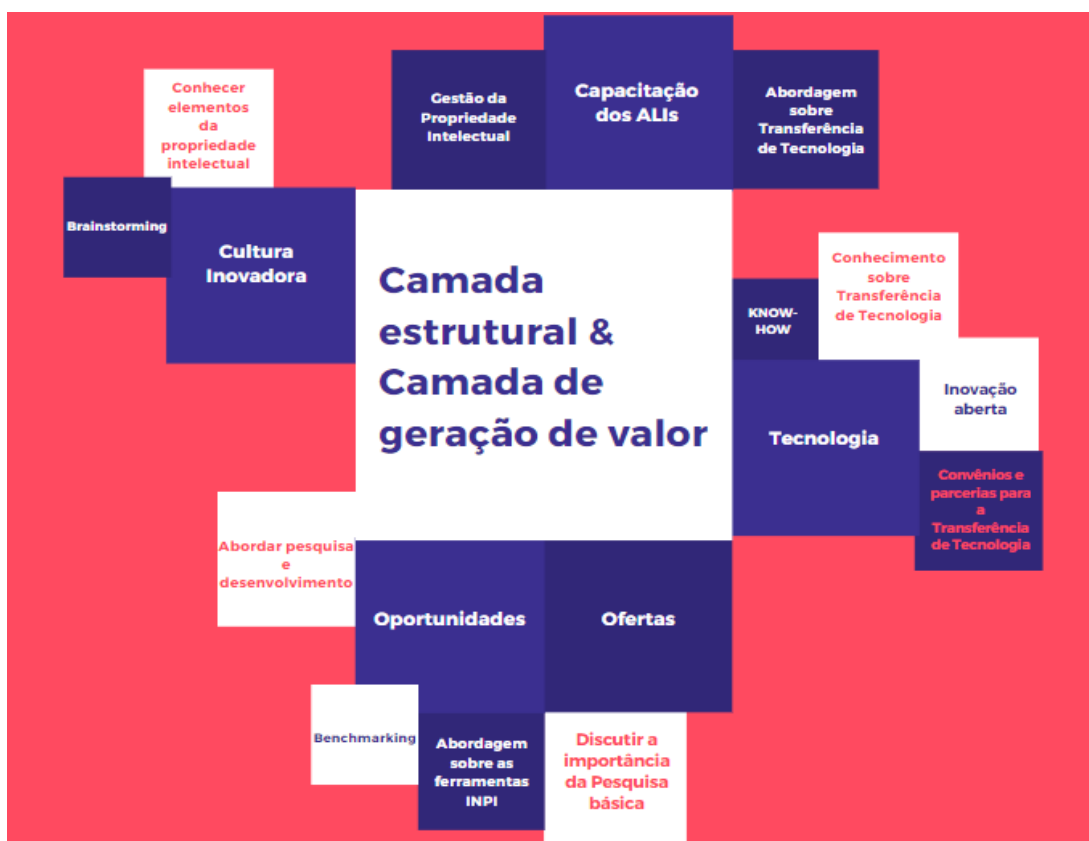 Conhecer
elementos
da
propriedade
intelectual
Gestão da
Propriedade
Intelectual
Capacitação
dos ALIs
Abordagem
sobre
Transferência
de Tecnologia
Brainstorming
Cultura
Inovadora
Camada
estrutural &
Camada de
geração de valor
Conhecimento
sobre
Transferência
de Tecnologia
KNOW-
HOW
Inovação
aberta
Tecnologia
Convênios e
parcerias para
a
Transferência
de Tecnologia
Abordar pesquisa
e
desenvolvimento
Oportunidades
Ofertas
Benchmarking
Abordagem
sobre as
ferramentas
INPI
Discutir a
importância
da Pesquisa
básica